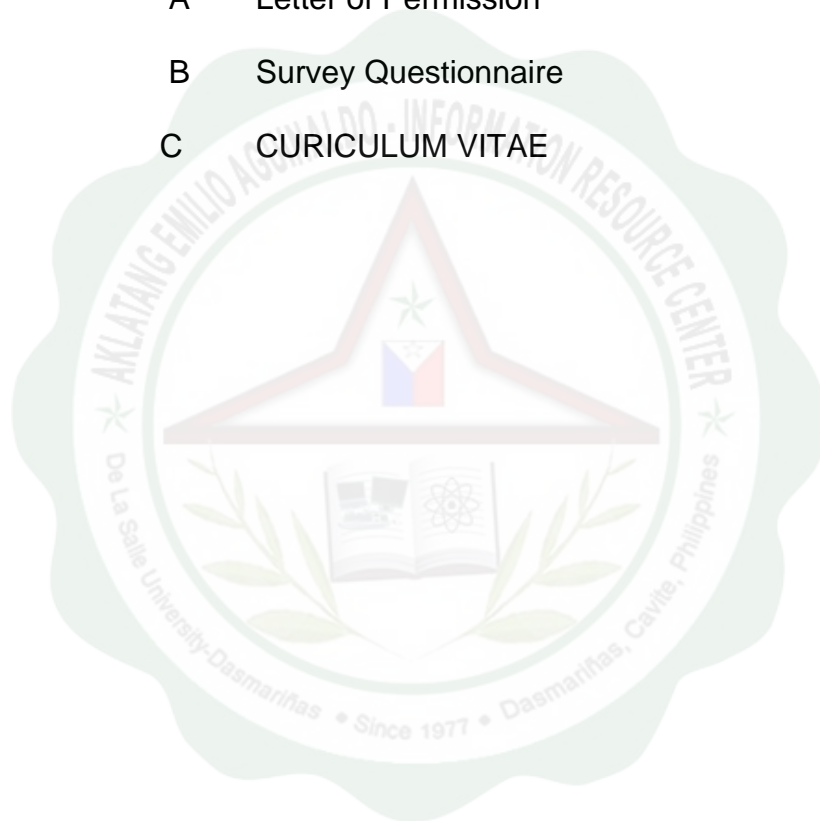 A Letter of Permission
B Survey Questionnaire
C CURICULUM VITAE
AKLATANG EMILIO AGUINALDO - INFORMATION RESOURCE CENTER
De La Salle University-Dasmariñas • Since 1977 • Dasmariñas, Cavite, Philippines